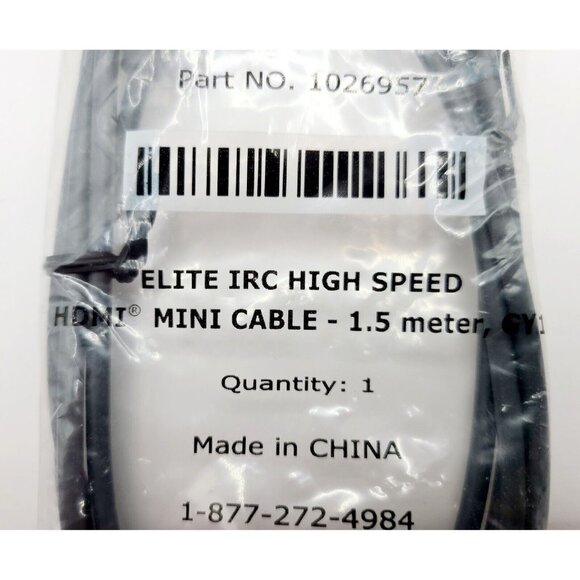 Part NO. 1026957
ELITE IRC HIGH SPEED
HDMI® MINI CABLE - 1.5 meter, GY1
Quantity: 1
Made in CHINA
1-877-272-4984